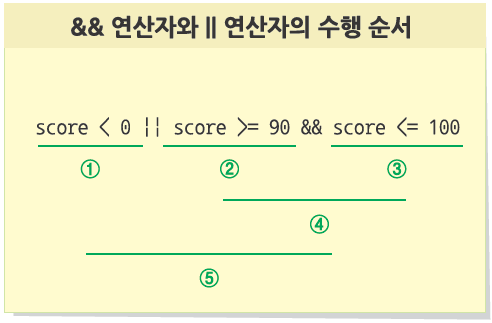 && 연산자와 || 연산자의 수행 순서
score < 0 || score >= 90 && score <= 100
① ② ③
④
⑤